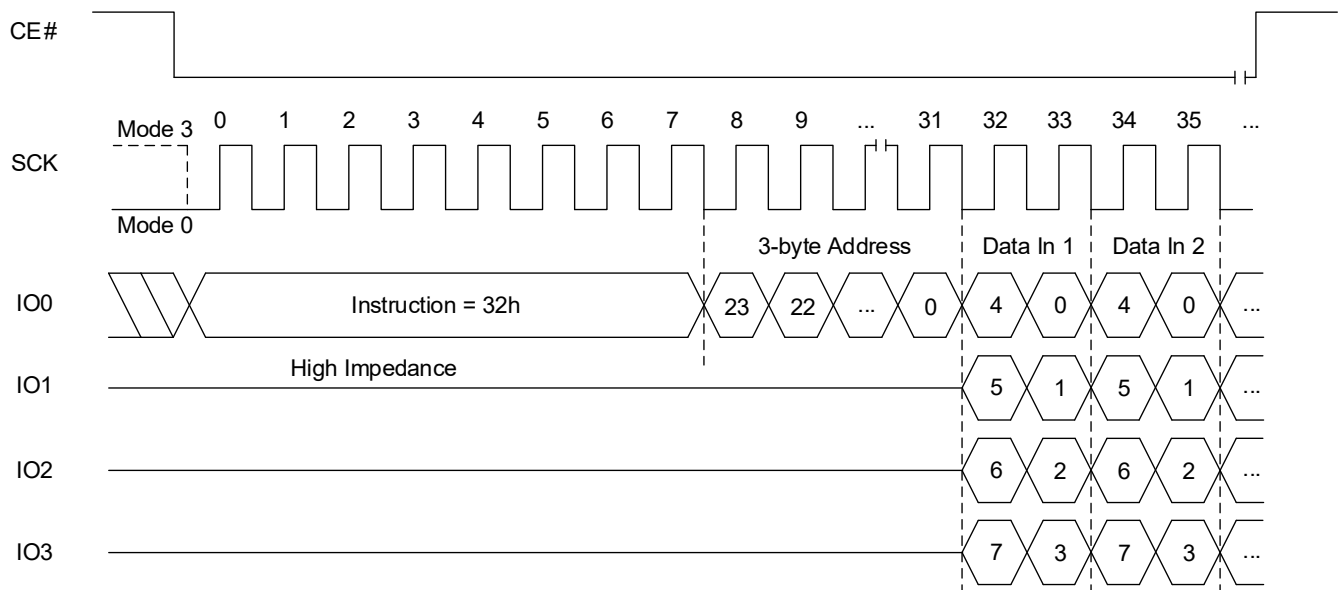 CE#
Mode 3 0 1 2 3 4 5 6 7 8 9 ... 31 32 33 34 35 ...
SCK
Mode 0
3-byte Address Data In 1 Data In 2
IO0 Instruction = 32h 23 22 ... 0 4 0 4 0 ...
High Impedance
IO1 5 1 5 1 ...
IO2 6 2 6 2 ...
IO3 7 3 7 3 ...